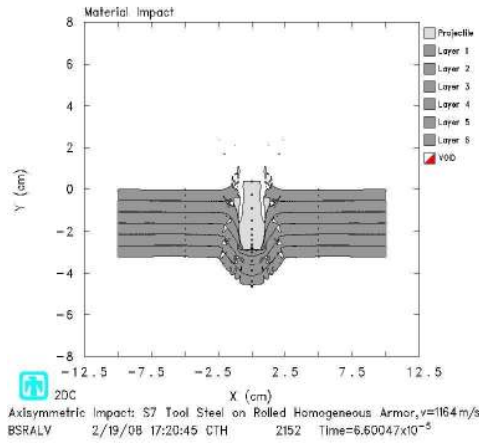 Material Impact
8
6
4
2
0
−2
−4
−6
−8
Y (cm)
−12.5 −7.5 −2.5 2.5 7.5 12.5
X (cm)
Projectile
Layer 1
Layer 2
Layer 3
Layer 4
Layer 5
Layer 6
VOID
2DC
Axisymmetric Impact: S7 Tool Steel on Rolled Homogeneous Armor,v=1164m/s
BSRALV 2/19/08 17:20:45 CTH 2152 Time=6.60047x10⁻⁵